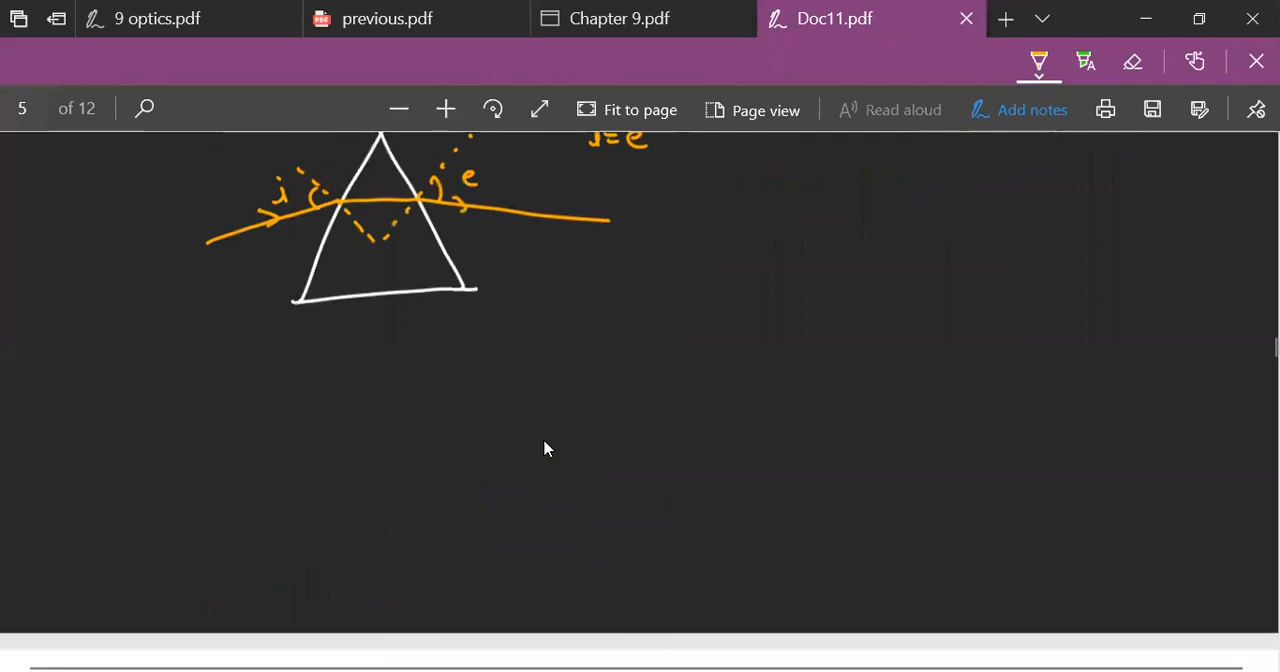 9 optics.pdf
previous.pdf
Chapter 9.pdf
Doc11.pdf
5 of 12
Fit to page
Page view
Read aloud
Add notes
i = e
i
e